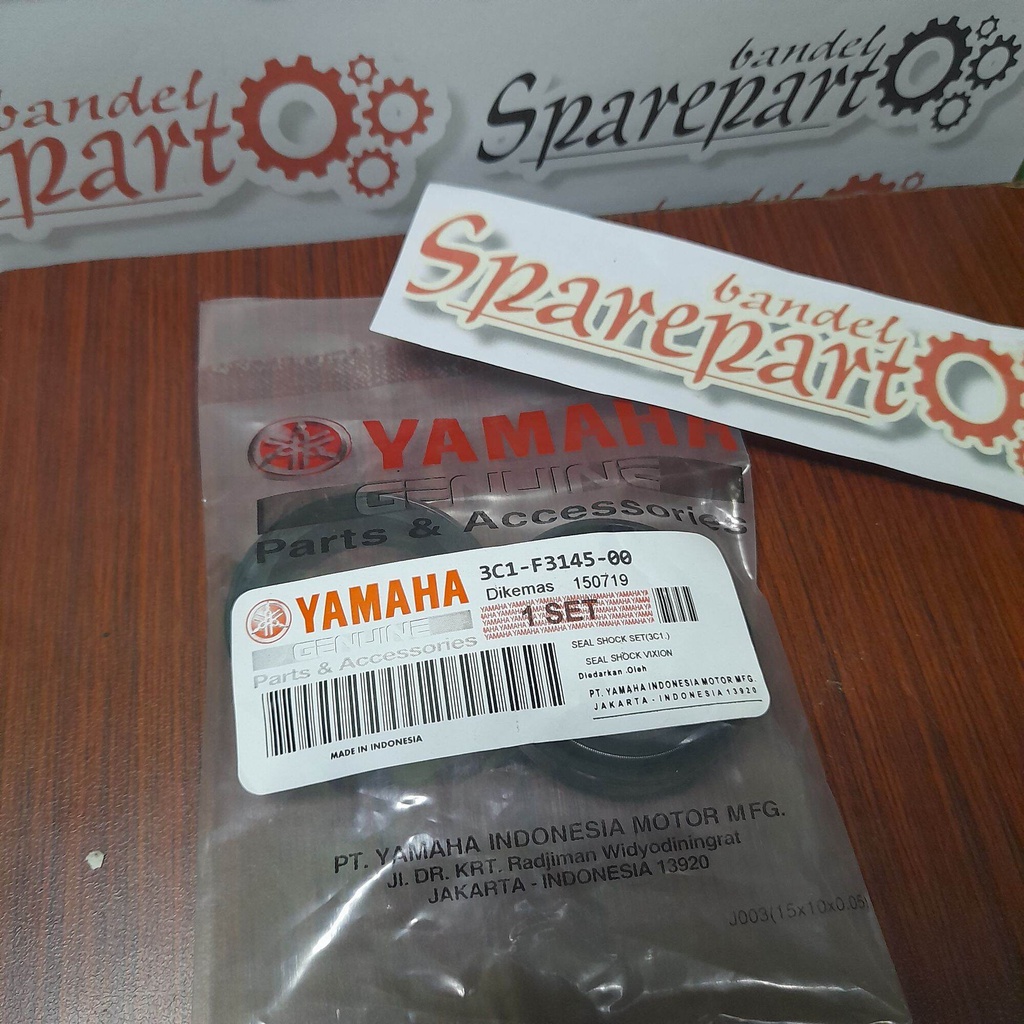 bandel
part
bandel
Sparepart
bandel
Sparepart
YAMAHA
GENUINE
Parts & Accessories
YAMAHA
GENUINE
Parts & Accessories
3C1-F3145-00
Dikemas 150719
1 SET
SEAL SHOCK SET(3C1.)
SEAL SHOCK VIXION
Diedarkan .Oleh
PT. YAMAHA INDONESIA MOTOR MFG.
JAKARTA - INDONESIA 13920
MADE IN INDONESIA
PT. YAMAHA INDONESIA MOTOR MFG.
Jl. DR. KRT. Radjiman Widyodiningrat
JAKARTA - INDONESIA 13920
J003(15x10x0.05)